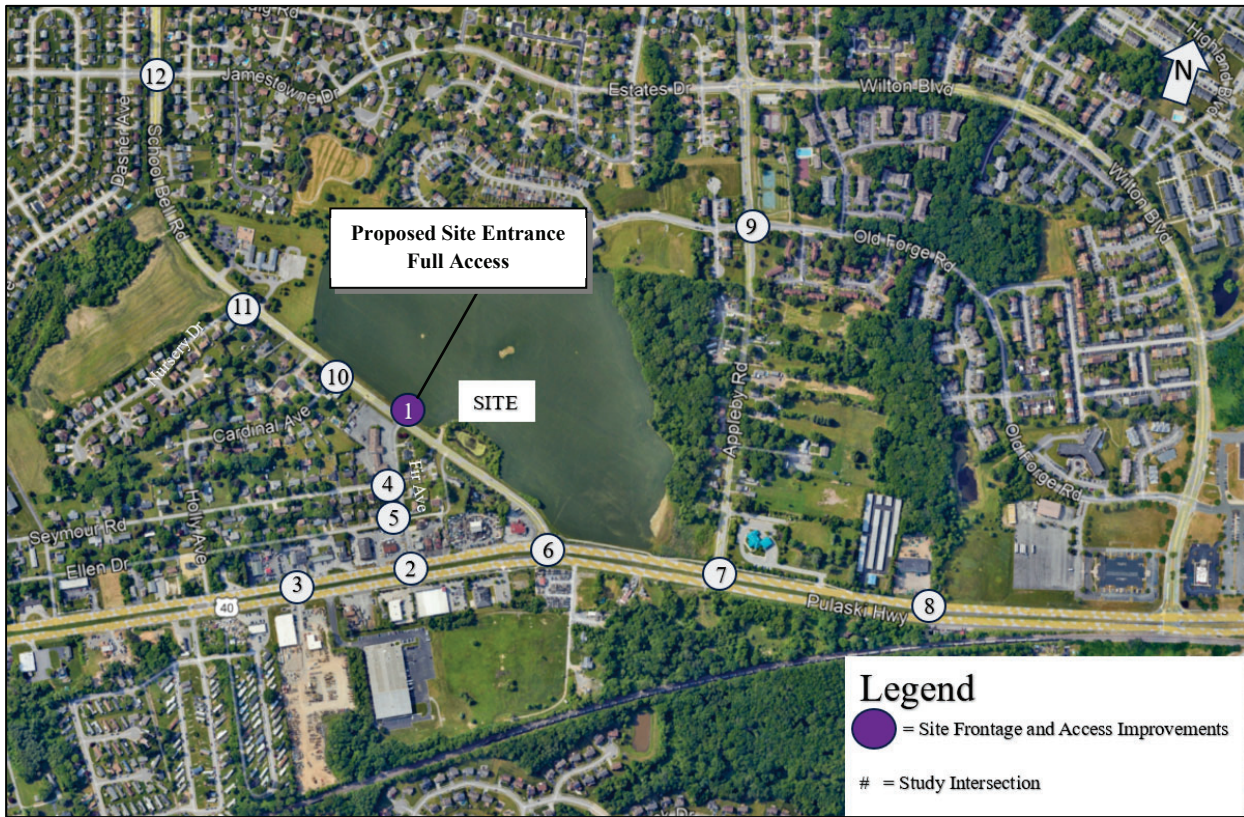 Highland Blvd
N
12
Jamestowne Dr
Estates Dr
Wilton Blvd
Dasher Ave
School Bell Rd
Wilton Blvd
Proposed Site Entrance
Full Access
9
Old Forge Rd
11
Nursery Dr
10
1
SITE
Appleby Rd
Cardinal Ave
Fir Ave
4
Old Forge Rd
Holly Ave
5
Seymour Rd
6
Ellen Dr
2
7
3
40
8
Pulaski Hwy
Legend
= Site Frontage and Access Improvements
# = Study Intersection